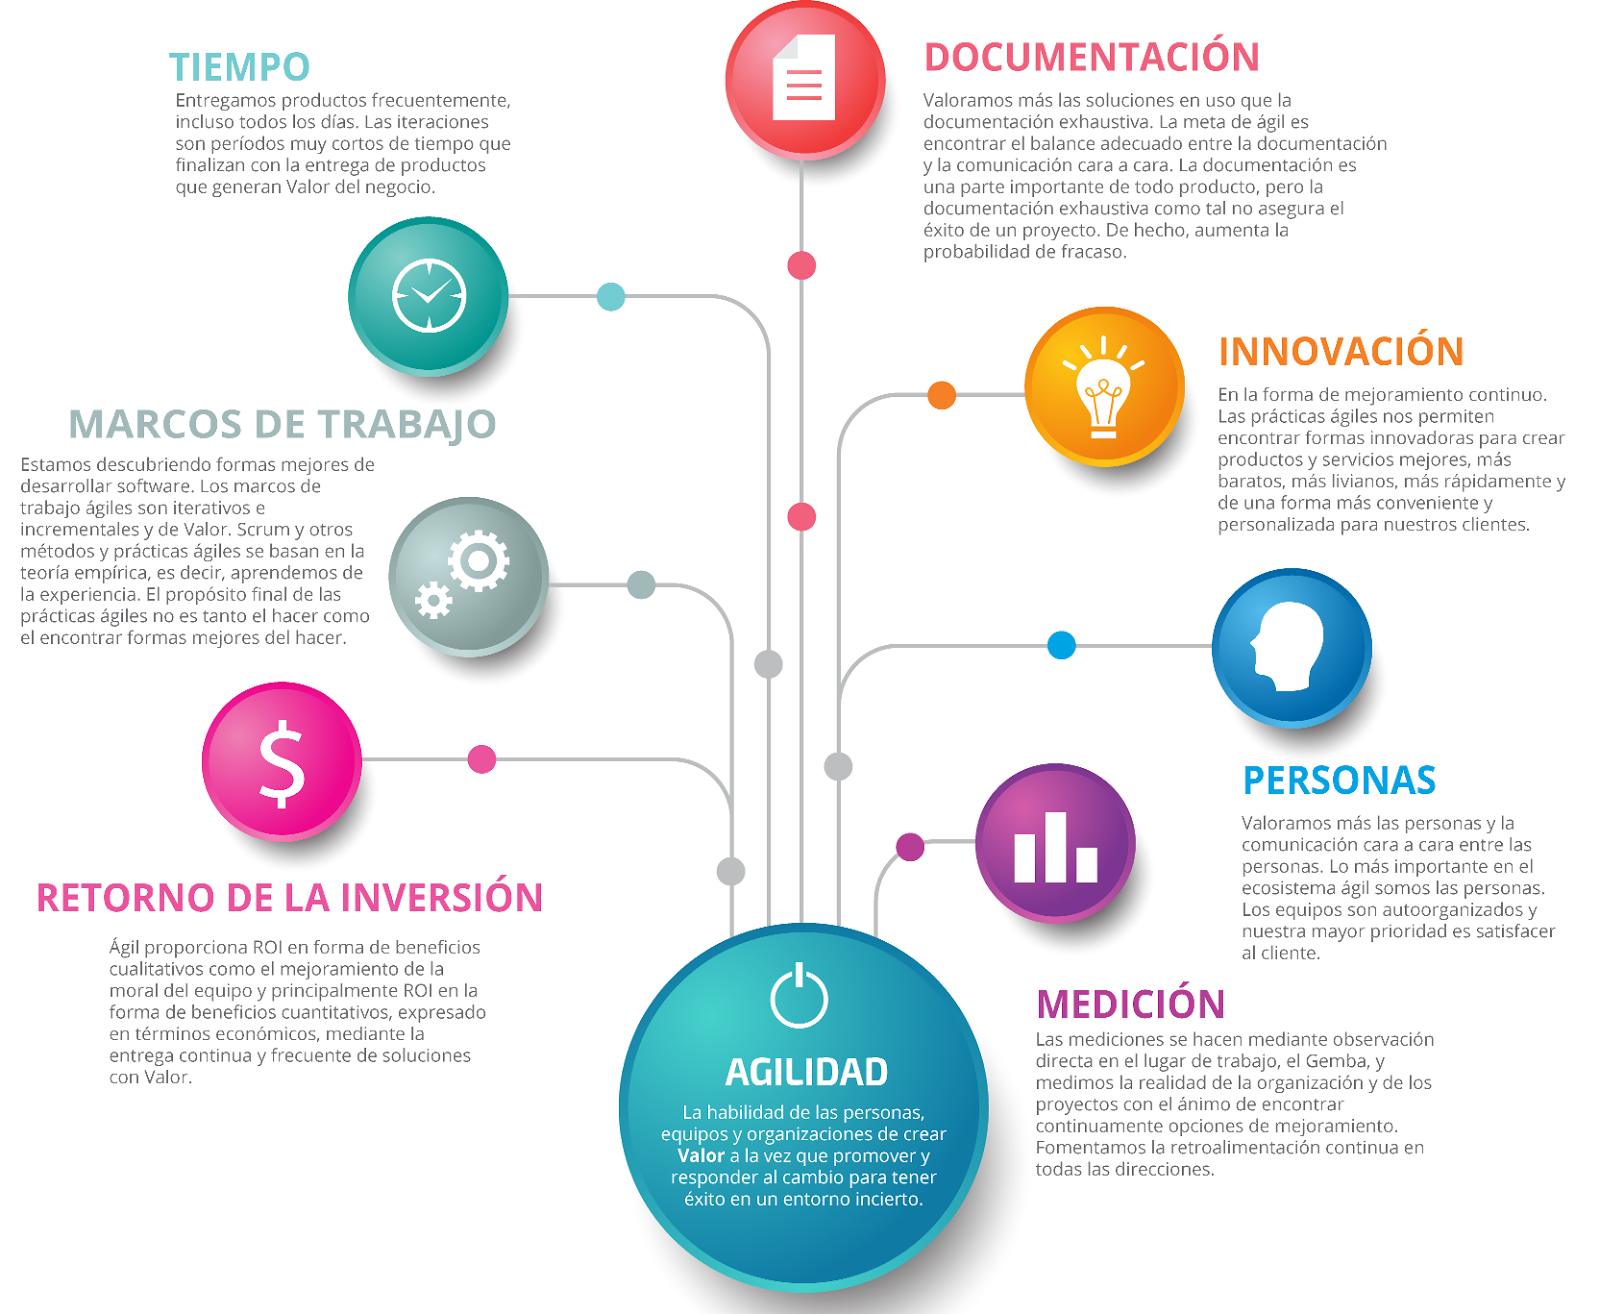 TIEMPO
Entregamos productos frecuentemente,
incluso todos los días. Las iteraciones
son períodos muy cortos de tiempo que
finalizan con la entrega de productos
que generan Valor del negocio.
DOCUMENTACIÓN
Valoramos más las soluciones en uso que la
documentación exhaustiva. La meta de ágil es
encontrar el balance adecuado entre la documentación
y la comunicación cara a cara. La documentación es
una parte importante de todo producto, pero la
documentación exhaustiva como tal no asegura el
éxito de un proyecto. De hecho, aumenta la
probabilidad de fracaso.
INNOVACIÓN
En la forma de mejoramiento continuo.
Las prácticas ágiles nos permiten
encontrar formas innovadoras para crear
productos y servicios mejores, más
baratos, más livianos, más rápidamente y
de una forma más conveniente y
personalizada para nuestros clientes.
MARCOS DE TRABAJO
Estamos descubriendo formas mejores de
desarrollar software. Los marcos de
trabajo ágiles son iterativos e
incrementales y de Valor. Scrum y otros
métodos y prácticas ágiles se basan en la
teoría empírica, es decir, aprendemos de
la experiencia. El propósito final de las
prácticas ágiles no es tanto el hacer como
el encontrar formas mejores del hacer.
$
PERSONAS
Valoramos más las personas y la
comunicación cara a cara entre las
personas. Lo más importante en el
ecosistema ágil somos las personas.
Los equipos son autoorganizados y
nuestra mayor prioridad es satisfacer
al cliente.
RETORNO DE LA INVERSIÓN
Ágil proporciona ROI en forma de beneficios
cualitativos como el mejoramiento de la
moral del equipo y principalmente ROI en la
forma de beneficios cuantitativos, expresado
en términos económicos, mediante la
entrega continua y frecuente de soluciones
con Valor.
MEDICIÓN
Las mediciones se hacen mediante observación
directa en el lugar de trabajo, el Gemba, y
medimos la realidad de la organización y de los
proyectos con el ánimo de encontrar
continuamente opciones de mejoramiento.
Fomentamos la retroalimentación continua en
todas las direcciones.
AGILIDAD
La habilidad de las personas,
equipos y organizaciones de crear
Valor a la vez que promover y
responder al cambio para tener
éxito en un entorno incierto.